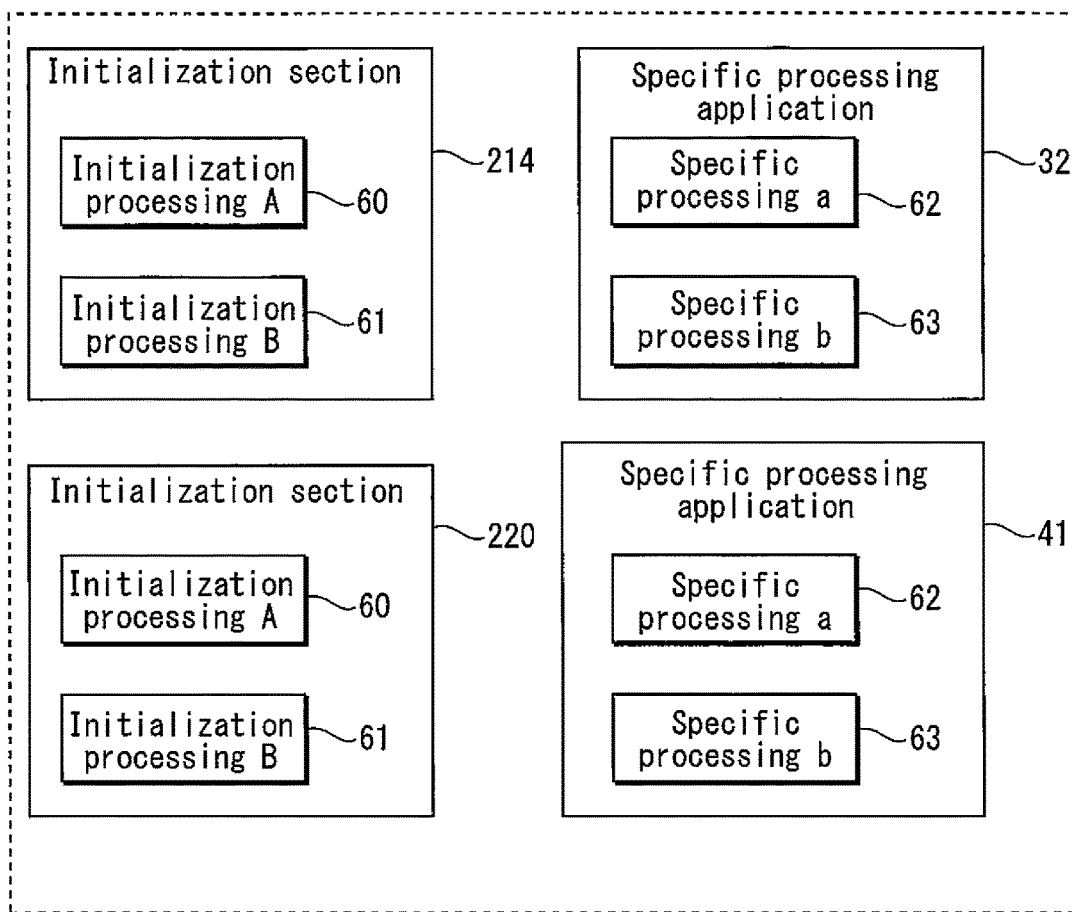 Initialization section
Initialization
processing A
60
214
Initialization
processing B
61
Specific processing
application
Specific
processing a
62
32
Specific
processing b
63
Initialization section
220
Initialization
processing A
60
Initialization
processing B
61
Specific processing
application
41
Specific
processing a
62
Specific
processing b
63